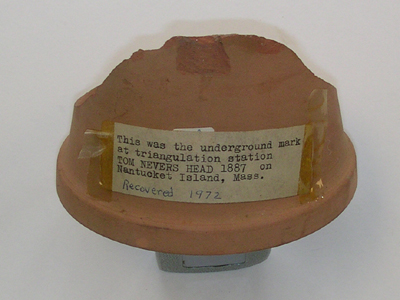 This was the underground mark
at triangulation station
TOM NEVERS HEAD 1887 on
Nantucket Island, Mass.
Recovered 1972